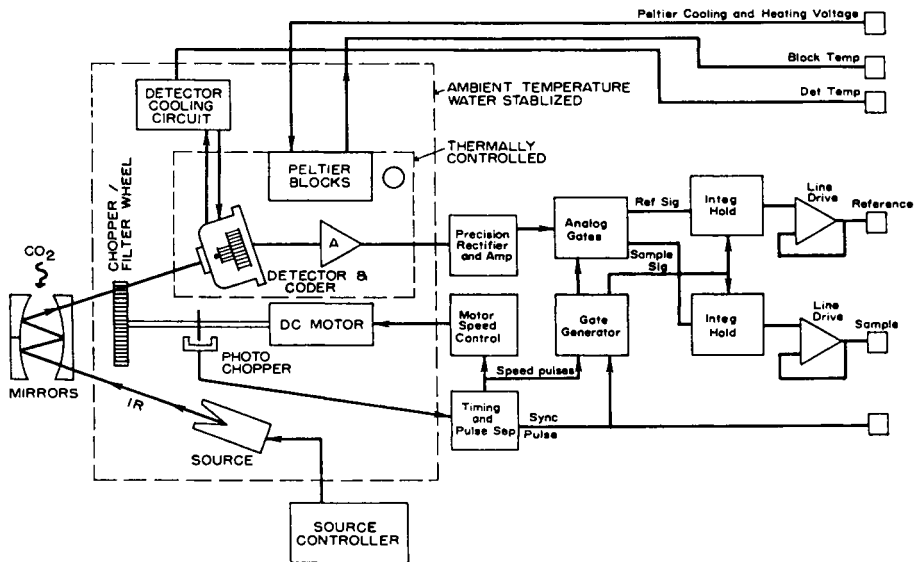 Peltier Cooling and Heating Voltage
Block Temp
Det Temp
AMBIENT TEMPERATURE
WATER STABLIZED
DETECTOR
COOLING
CIRCUIT
THERMALLY
CONTROLLED
PELTIER
BLOCKS
CHOPPER /
FILTER WHEEL
CO2
A
DETECTOR &
CODER
Precision
Rectifier
and Amp
Analog
Gates
Ref Sig
Sample
Sig
Integ
Hold
Line
Drive
Reference
DC MOTOR
Motor
Speed
Control
Gate
Generator
Integ
Hold
Line
Drive
Sample
PHOTO
CHOPPER
MIRRORS
IR
Speed pulses
Timing
and
Pulse Sep
Sync
Pulse
SOURCE
SOURCE
CONTROLLER